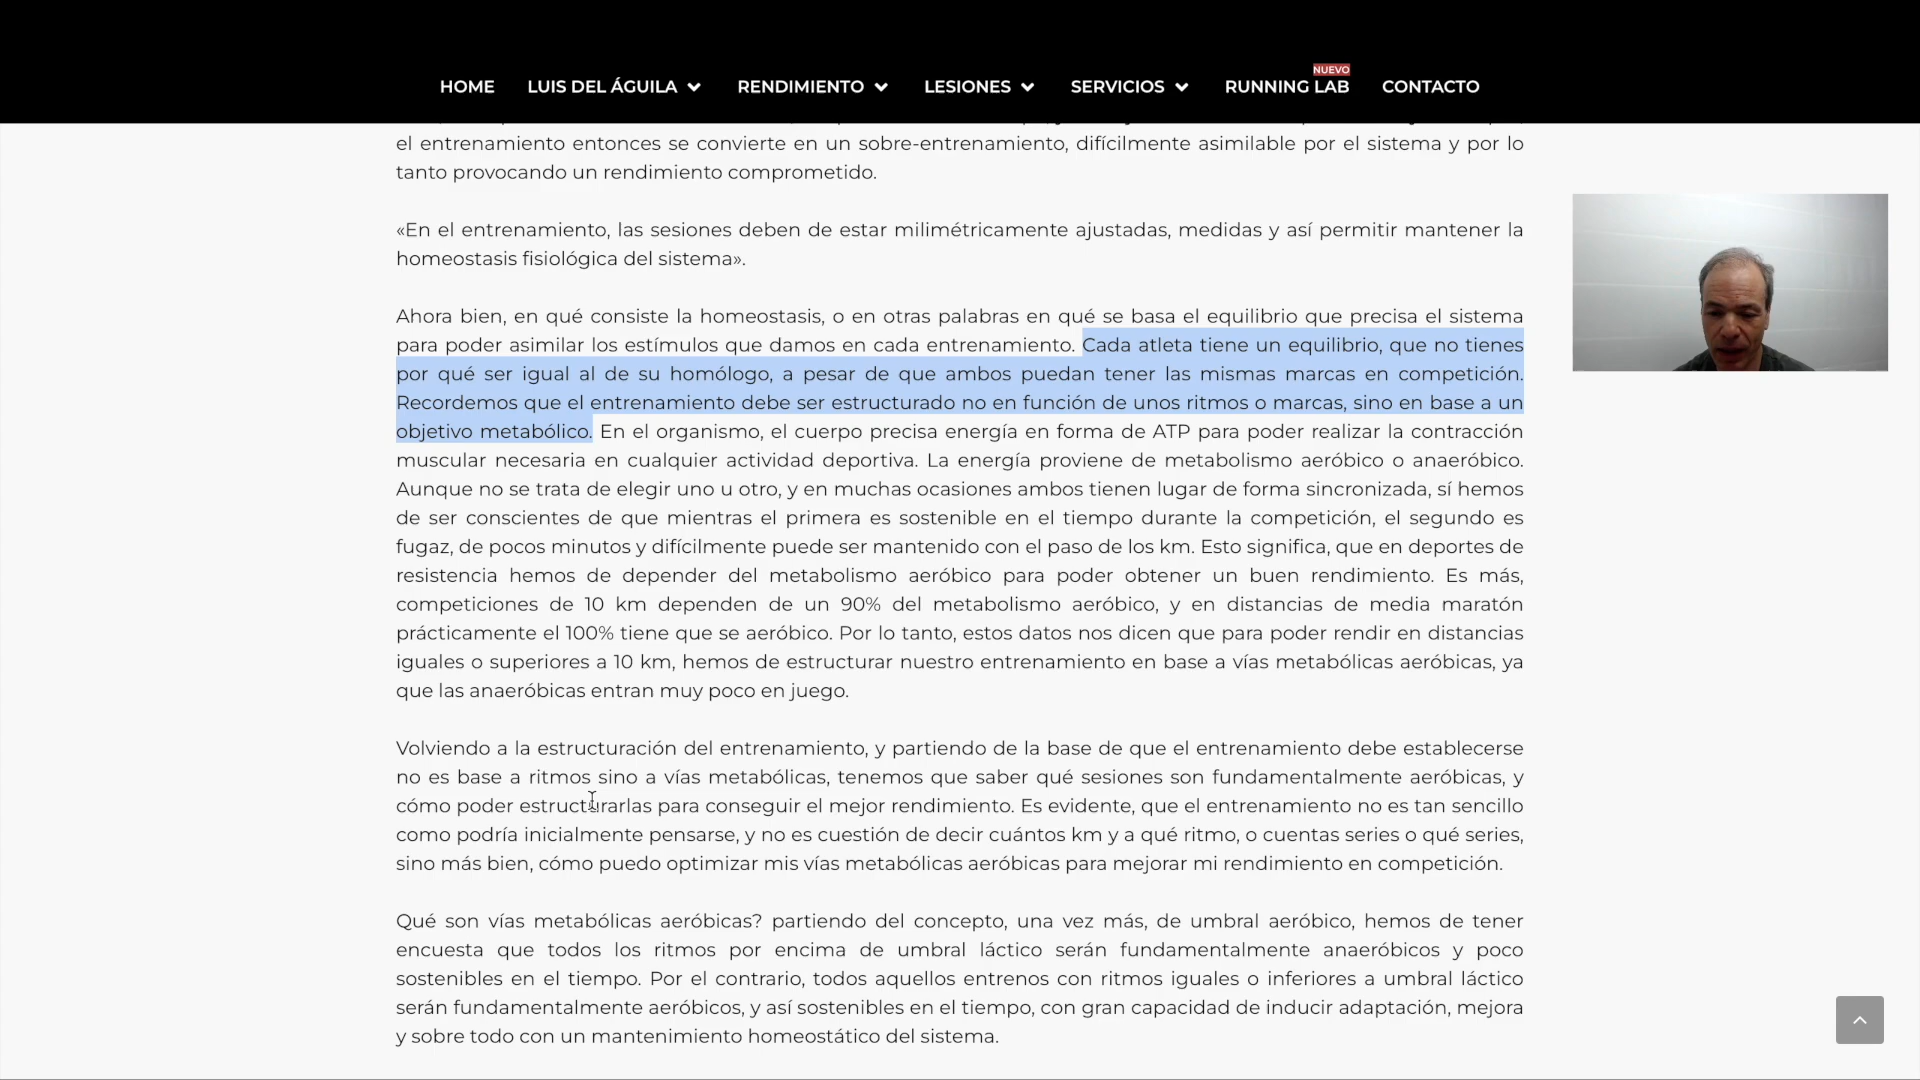 NUEVO
HOME LUIS DEL ÁGUILA RENDIMIENTO LESIONES SERVICIOS RUNNING LAB CONTACTO
el entrenamiento entonces se convierte en un sobre-entrenamiento, difícilmente asimilable por el sistema y por lo
tanto provocando un rendimiento comprometido.
«En el entrenamiento, las sesiones deben de estar milimétricamente ajustadas, medidas y así permitir mantener la
homeostasis fisiológica del sistema».
Ahora bien, en qué consiste la homeostasis, o en otras palabras en qué se basa el equilibrio que precisa el sistema
para poder asimilar los estímulos que damos en cada entrenamiento. Cada atleta tiene un equilibrio, que no tienes
por qué ser igual al de su homólogo, a pesar de que ambos puedan tener las mismas marcas en competición.
Recordemos que el entrenamiento debe ser estructurado no en función de unos ritmos o marcas, sino en base a un
objetivo metabólico. En el organismo, el cuerpo precisa energía en forma de ATP para poder realizar la contracción
muscular necesaria en cualquier actividad deportiva. La energía proviene de metabolismo aeróbico o anaeróbico.
Aunque no se trata de elegir uno u otro, y en muchas ocasiones ambos tienen lugar de forma sincronizada, sí hemos
de ser conscientes de que mientras el primera es sostenible en el tiempo durante la competición, el segundo es
fugaz, de pocos minutos y difícilmente puede ser mantenido con el paso de los km. Esto significa, que en deportes de
resistencia hemos de depender del metabolismo aeróbico para poder obtener un buen rendimiento. Es más,
competiciones de 10 km dependen de un 90% del metabolismo aeróbico, y en distancias de media maratón
prácticamente el 100% tiene que se aeróbico. Por lo tanto, estos datos nos dicen que para poder rendir en distancias
iguales o superiores a 10 km, hemos de estructurar nuestro entrenamiento en base a vías metabólicas aeróbicas, ya
que las anaeróbicas entran muy poco en juego.
Volviendo a la estructuración del entrenamiento, y partiendo de la base de que el entrenamiento debe establecerse
no es base a ritmos sino a vías metabólicas, tenemos que saber qué sesiones son fundamentalmente aeróbicas, y
cómo poder estructurarlas para conseguir el mejor rendimiento. Es evidente, que el entrenamiento no es tan sencillo
como podría inicialmente pensarse, y no es cuestión de decir cuántos km y a qué ritmo, o cuentas series o qué series,
sino más bien, cómo puedo optimizar mis vías metabólicas aeróbicas para mejorar mi rendimiento en competición.
Qué son vías metabólicas aeróbicas? partiendo del concepto, una vez más, de umbral aeróbico, hemos de tener
encuesta que todos los ritmos por encima de umbral láctico serán fundamentalmente anaeróbicos y poco
sostenibles en el tiempo. Por el contrario, todos aquellos entrenos con ritmos iguales o inferiores a umbral láctico
serán fundamentalmente aeróbicos, y así sostenibles en el tiempo, con gran capacidad de inducir adaptación, mejora
y sobre todo con un mantenimiento homeostático del sistema.